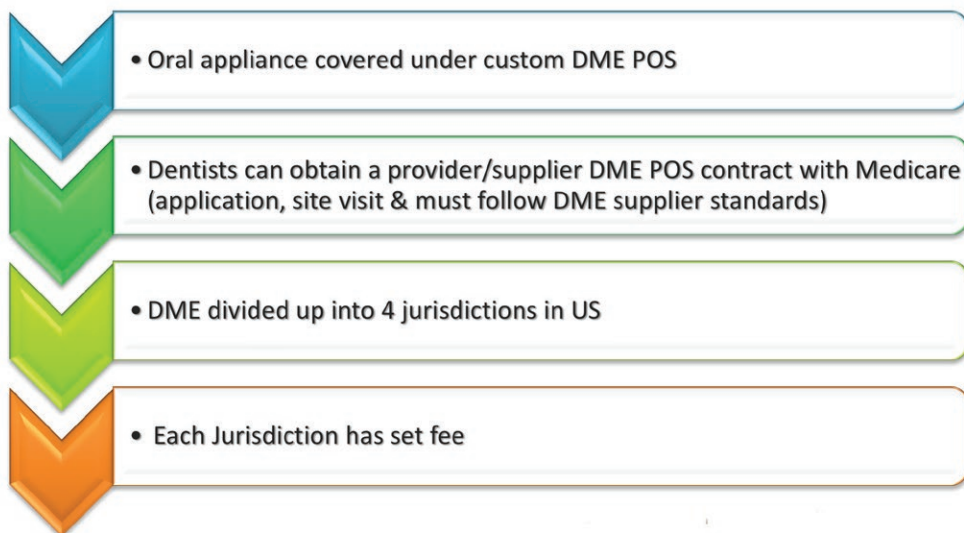 • Oral appliance covered under custom DME POS
• Dentists can obtain a provider/supplier DME POS contract with Medicare
(application, site visit & must follow DME supplier standards)
• DME divided up into 4 jurisdictions in US
• Each Jurisdiction has set fee